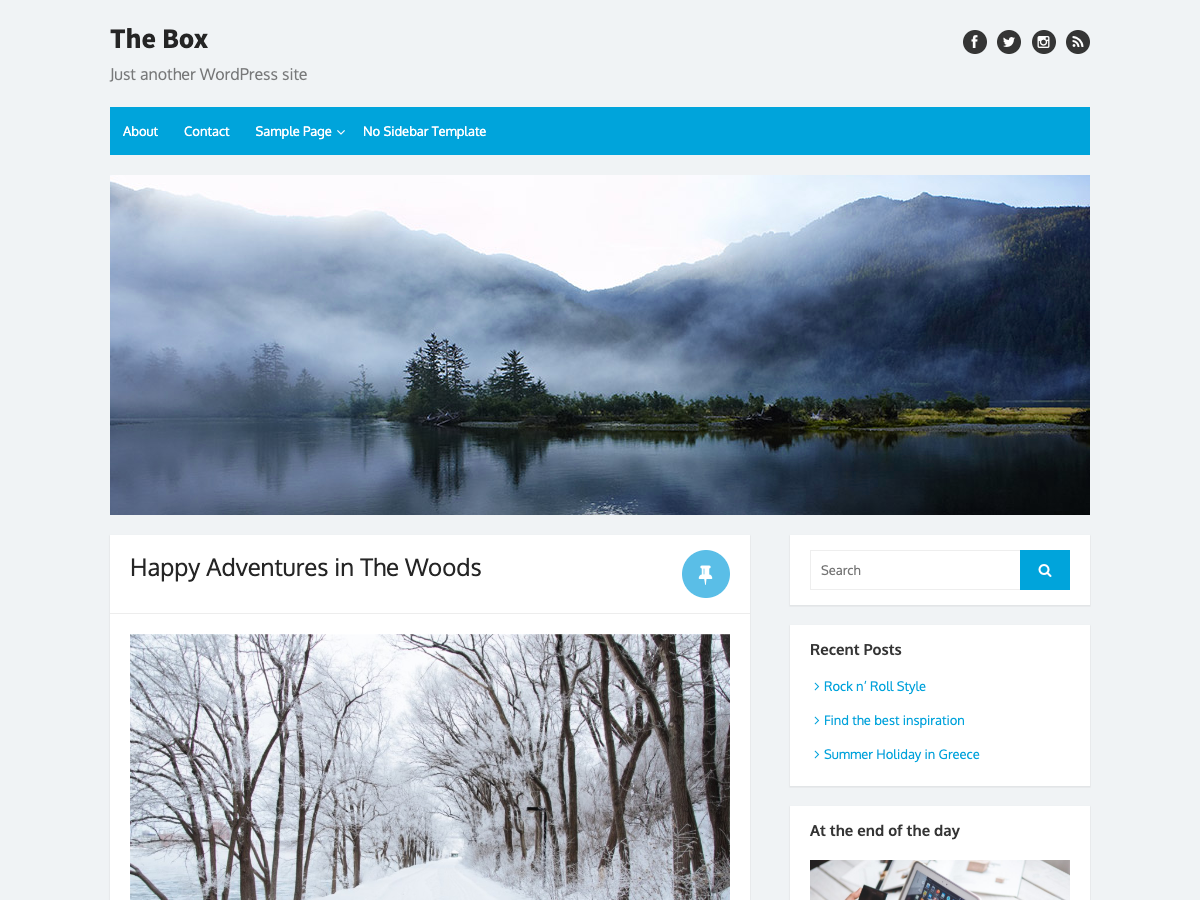 The Box
Just another WordPress site
About
Contact
Sample Page
No Sidebar Template
Happy Adventures in The Woods
Search
Recent Posts
Rock n’ Roll Style
Find the best inspiration
Summer Holiday in Greece
At the end of the day